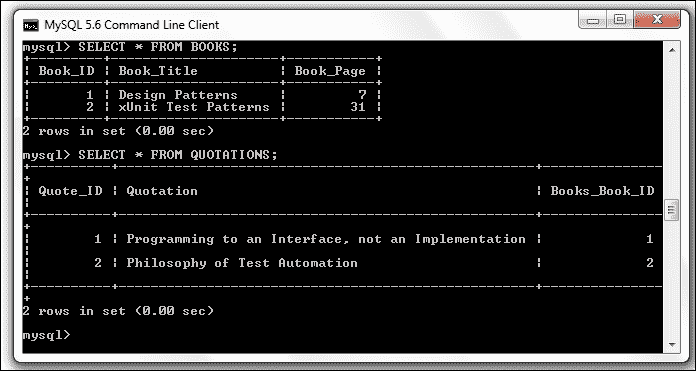 MySQL 5.6 Command Line Client
mysql> SELECT * FROM BOOKS;
+---------+--------------------+-----------+
| Book_ID | Book_Title         | Book_Page |
+---------+--------------------+-----------+
|       1 | Design Patterns    |         7 |
|       2 | xUnit Test Patterns |        31 |
+---------+--------------------+-----------+
2 rows in set (0.00 sec)
mysql> SELECT * FROM QUOTATIONS;
+----------+---------------------------------------------------+---------------
+
| Quote_ID | Quotation                                         | Books_Book_ID
|
+----------+---------------------------------------------------+---------------
+
|        1 | Programming to an Interface, not an Implementation |             1
|
|        2 | Philosophy of Test Automation                     |             2
|
+----------+---------------------------------------------------+---------------
+
2 rows in set (0.00 sec)
mysql>